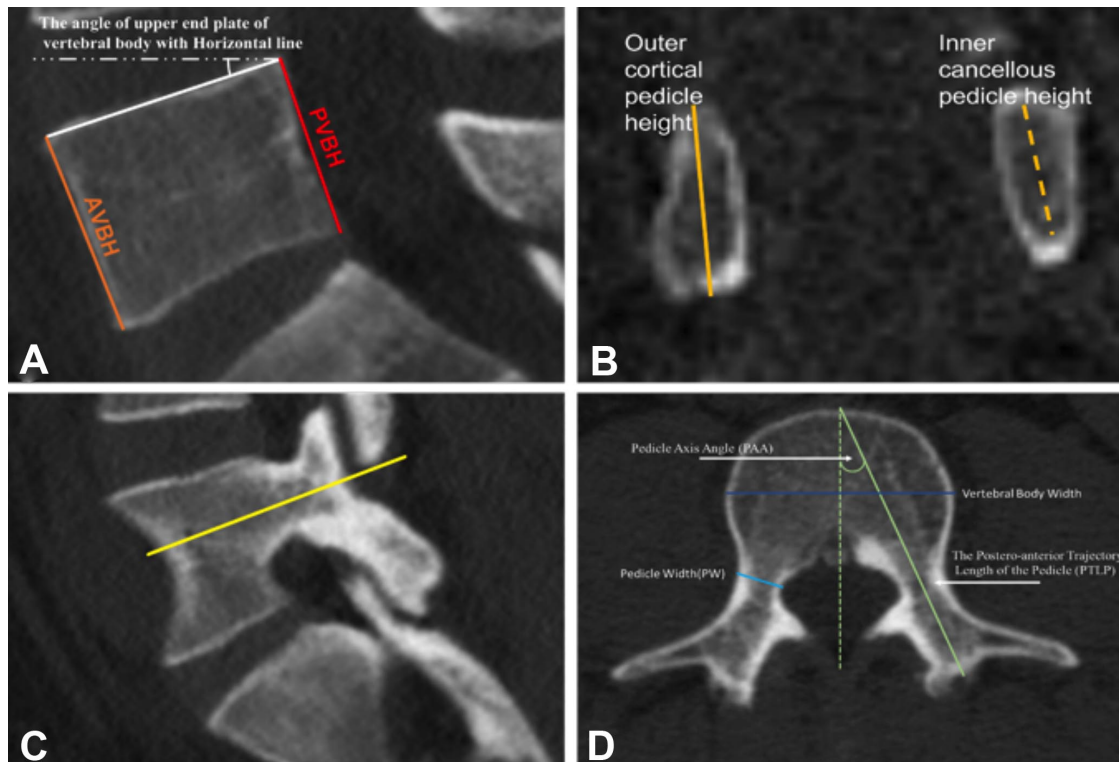 The angle of upper end plate of
vertebral body with Horizontal line
AVBH
PVBH
A
Outer
cortical
pedicle
height
Inner
cancellous
pedicle height
B
C
Pedicle Axis Angle (PAA)
Vertebral Body Width
Pedicle Width(PW)
The Postero-anterior Trajectory
Length of the Pedicle (PTLP)
D